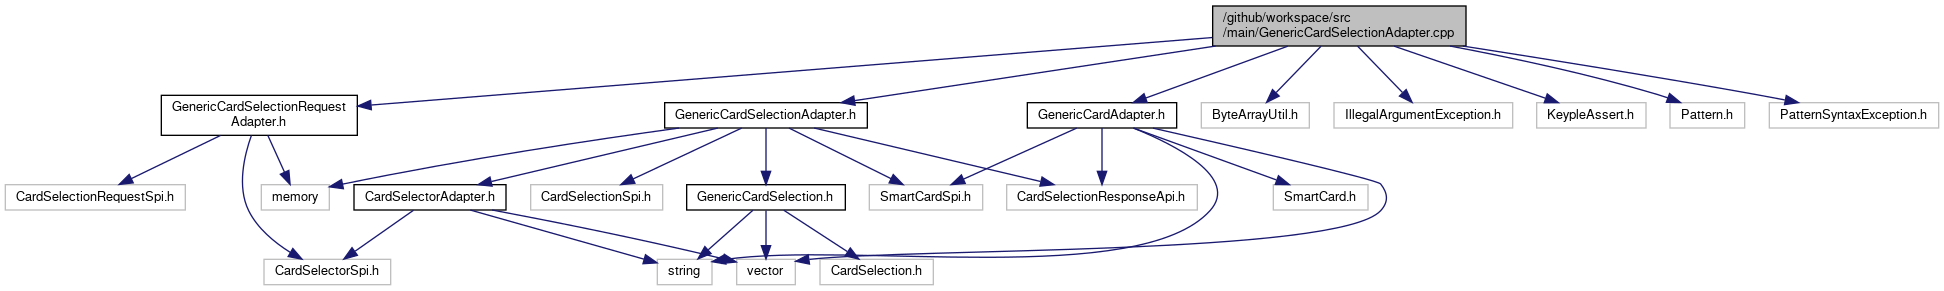 /github/workspace/src
/main/GenericCardSelectionAdapter.cpp
GenericCardSelectionRequest
Adapter.h
GenericCardSelectionAdapter.h
GenericCardAdapter.h
ByteArrayUtil.h
IllegalArgumentException.h
KeypleAssert.h
Pattern.h
PatternSyntaxException.h
CardSelectionRequestSpi.h
memory
CardSelectorAdapter.h
CardSelectionSpi.h
GenericCardSelection.h
SmartCardSpi.h
CardSelectionResponseApi.h
SmartCard.h
CardSelectorSpi.h
string
vector
CardSelection.h